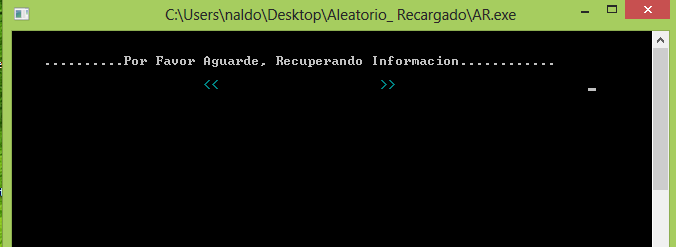 C:\Users\naldo\Desktop\Aleatorio_ Recargado\AR.exe
..........Por Favor Aguarde, Recuperando Informacion............
<< >>